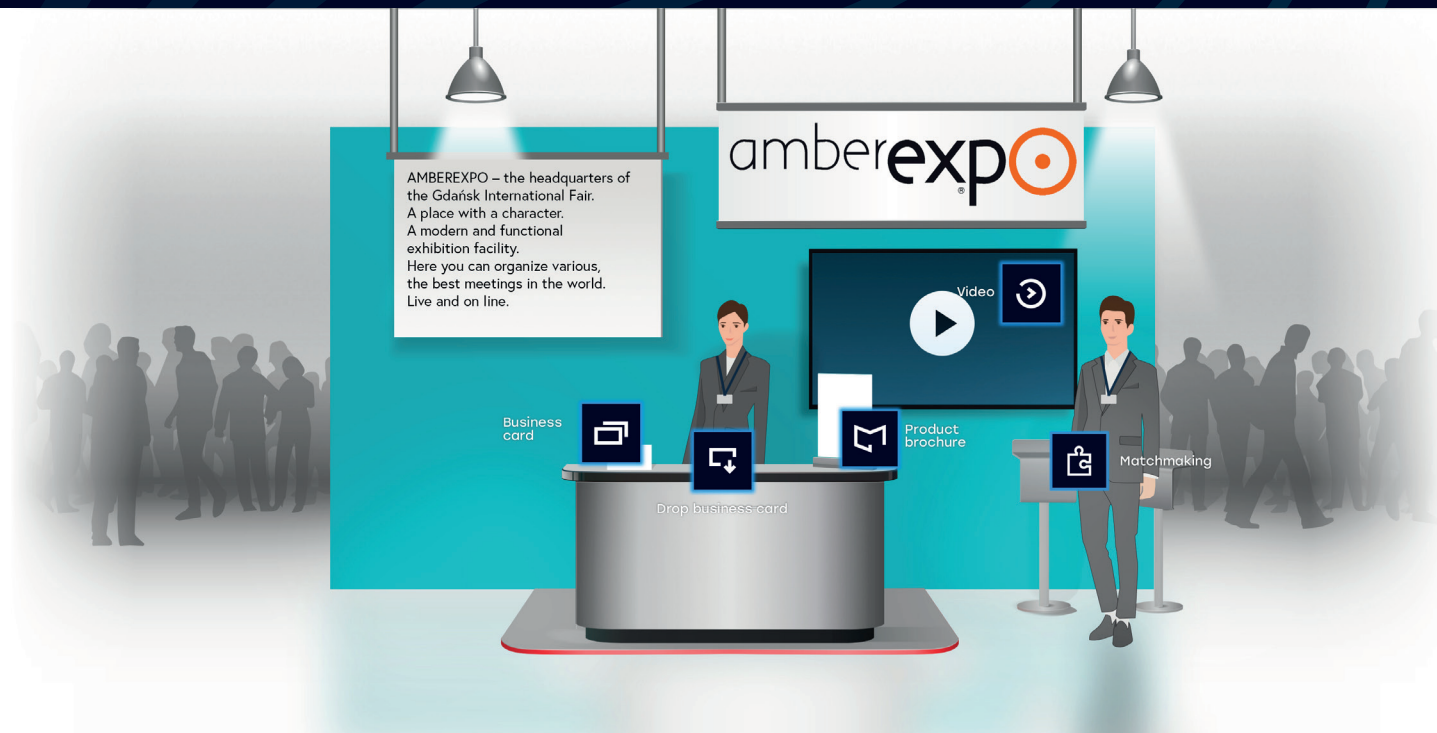 AMBEREXPO – the headquarters of
the Gdańsk International Fair.
A place with a character.
A modern and functional
exhibition facility.
Here you can organize various,
the best meetings in the world.
Live and on line.
amberexpo
®
Video
Business
card
Drop business card
Product
brochure
Matchmaking